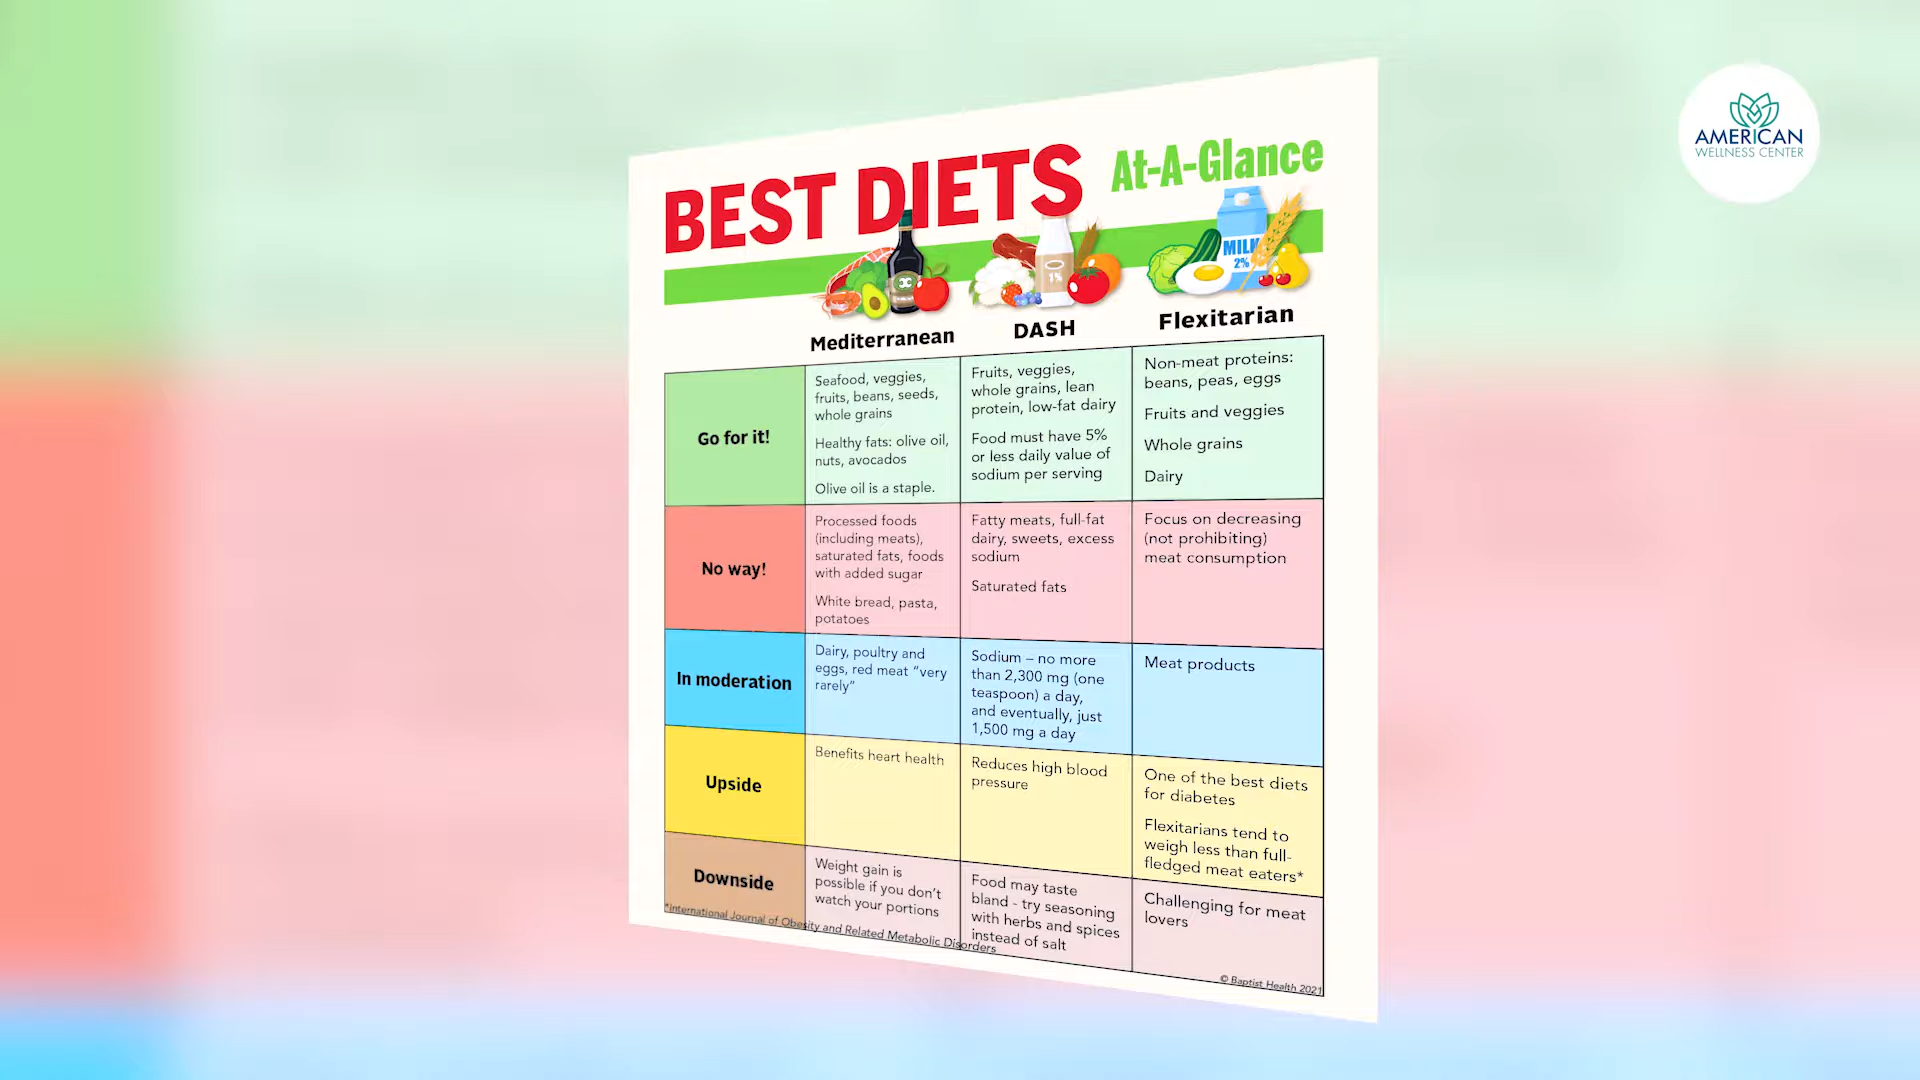 AMERICAN
WELLNESS CENTER
BEST DIETS At-A-Glance
1%
MILK
2%
Mediterranean DASH Flexitarian
Go for it!
Seafood, veggies,
fruits, beans, seeds,
whole grains
Healthy fats: olive oil,
nuts, avocados
Olive oil is a staple.
Fruits, veggies,
whole grains, lean
protein, low-fat dairy
Food must have 5%
or less daily value of
sodium per serving
Non-meat proteins:
beans, peas, eggs
Fruits and veggies
Whole grains
Dairy
No way!
Processed foods
(including meats),
saturated fats, foods
with added sugar
White bread, pasta,
potatoes
Fatty meats, full-fat
dairy, sweets, excess
sodium
Saturated fats
Focus on decreasing
(not prohibiting)
meat consumption
In moderation
Dairy, poultry and
eggs, red meat “very
rarely”
Sodium – no more
than 2,300 mg (one
teaspoon) a day,
and eventually, just
1,500 mg a day
Meat products
Upside
Benefits heart health
Reduces high blood
pressure
One of the best diets
for diabetes
Flexitarians tend to
weigh less than full-
fledged meat eaters*
Downside
Weight gain is
possible if you don’t
watch your portions
Food may taste
bland - try seasoning
with herbs and spices
instead of salt
Challenging for meat
lovers
*International Journal of Obesity and Related Metabolic Disorders
© Baptist Health 2021